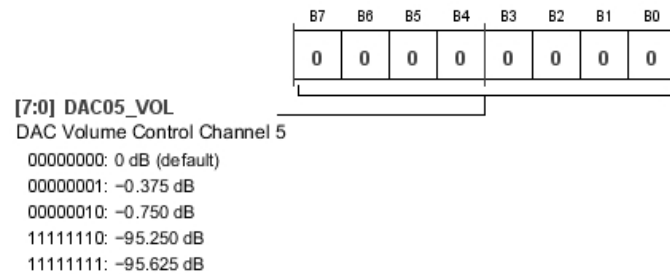 B7 B6 B5 B4 B3 B2 B1 B0
0 0 0 0 0 0 0 0
[7:0] DAC05_VOL
DAC Volume Control Channel 5
00000000: 0 dB (default)
00000001: −0.375 dB
00000010: −0.750 dB
11111110: −95.250 dB
11111111: −95.625 dB